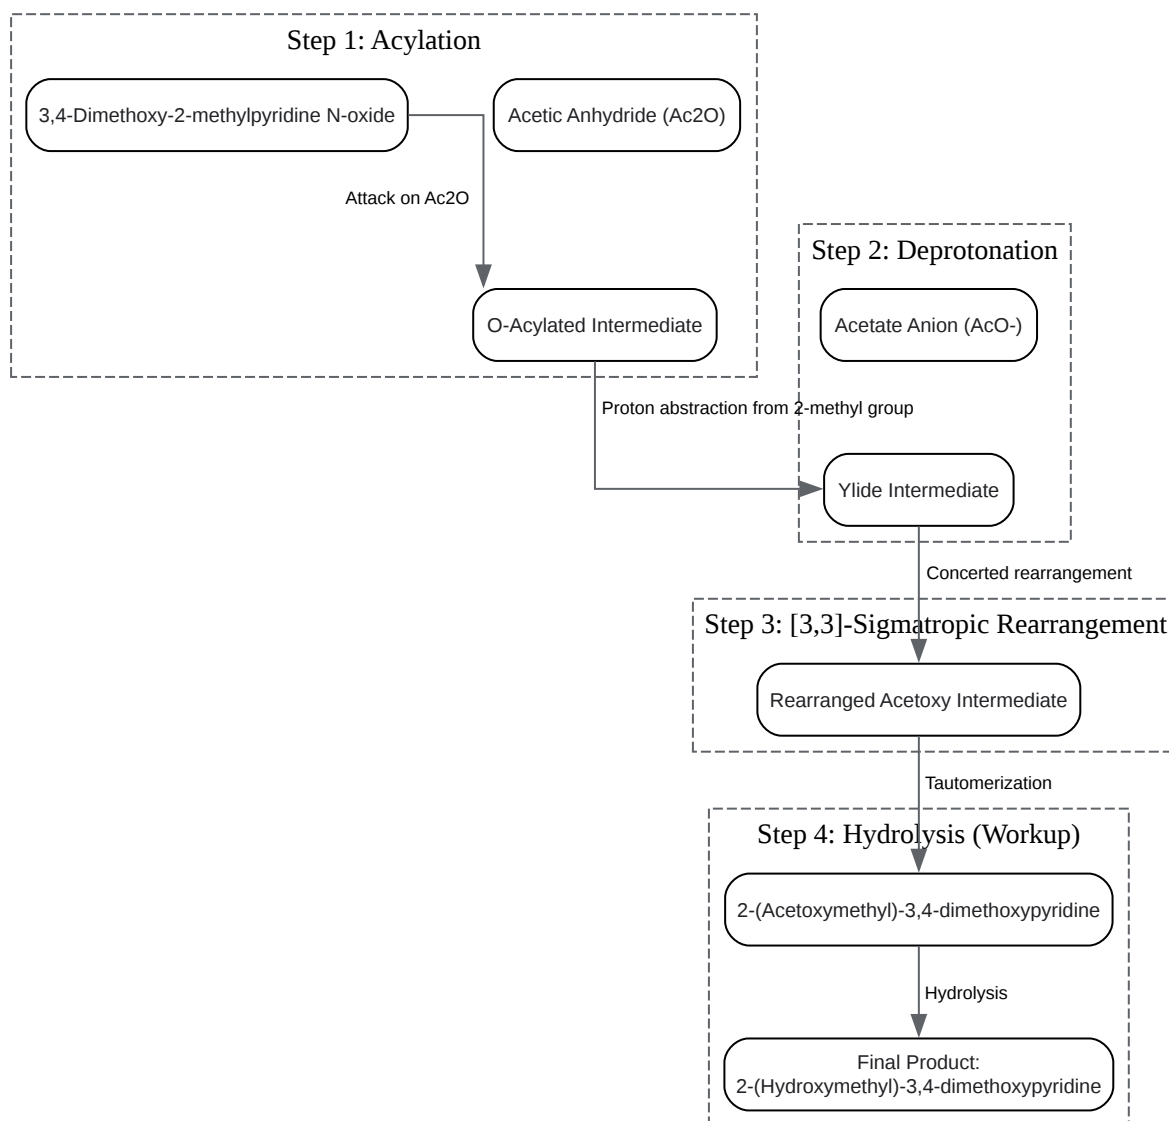 Step 1: Acylation
3,4-Dimethoxy-2-methylpyridine N-oxide
Acetic Anhydride (Ac2O)
Attack on Ac2O
O-Acylated Intermediate
Step 2: Deprotonation
Acetate Anion (AcO-)
Proton abstraction from 2-methyl group
Ylide Intermediate
Concerted rearrangement
Step 3: [3,3]-Sigmatropic Rearrangement
Rearranged Acetoxy Intermediate
Tautomerization
Step 4: Hydrolysis (Workup)
2-(Acetoxymethyl)-3,4-dimethoxypyridine
Hydrolysis
Final Product:
2-(Hydroxymethyl)-3,4-dimethoxypyridine